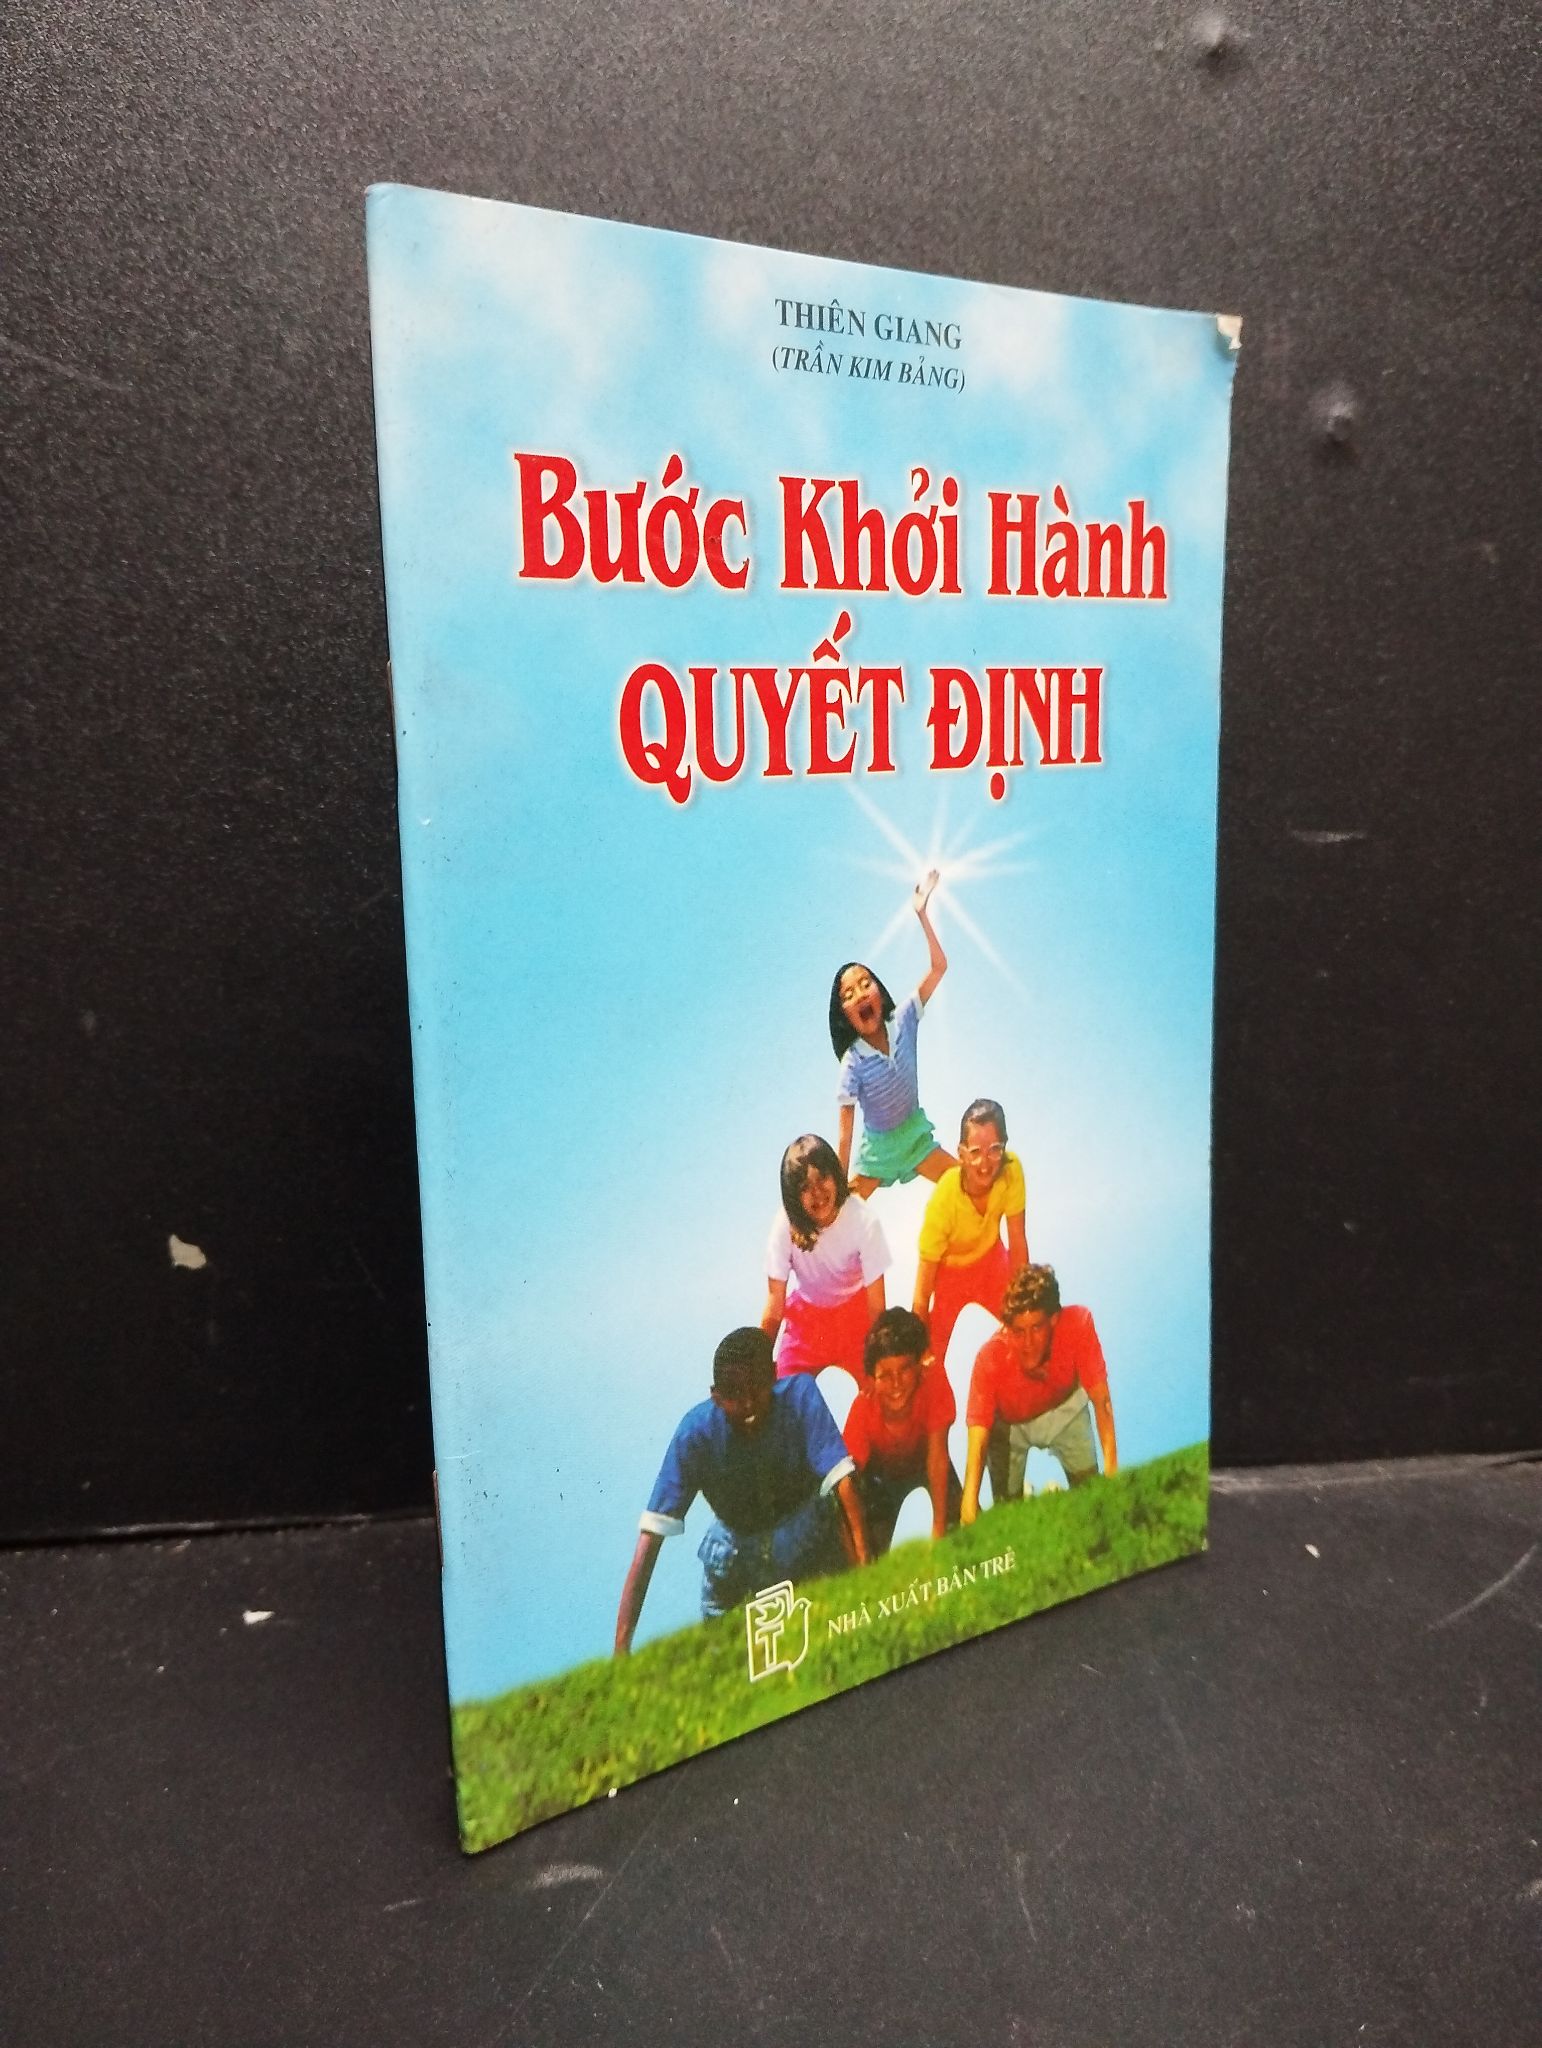 THIÊN GIANG
(TRẦN KIM BẢNG)
Bước Khởi Hành
QUYẾT ĐỊNH
NHÀ XUẤT BẢN TRẺ